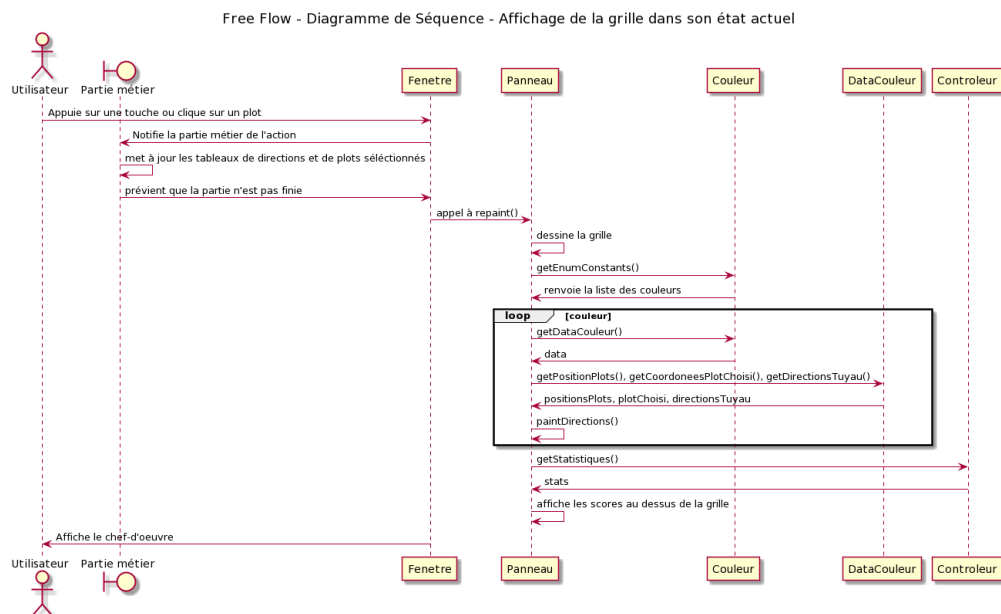 Free Flow - Diagramme de Séquence - Affichage de la grille dans son état actuel
Utilisateur
Partie métier
Fenetre
Panneau
Couleur
DataCouleur
Controleur
Appuie sur une touche ou clique sur un plot
Notifie la partie métier de l'action
met à jour les tableaux de directions et de plots séléctionnés
prévient que la partie n'est pas finie
appel à repaint()
dessine la grille
getEnumConstants()
renvoie la liste des couleurs
loop [couleur]
getDataCouleur()
data
getPositionPlots(), getCoordoneesPlotChoisi(), getDirectionsTuyau()
positionsPlots, plotChoisi, directionsTuyau
paintDirections()
getStatistiques()
stats
affiche les scores au dessus de la grille
Affiche le chef-d'oeuvre
Utilisateur
Partie métier
Fenetre
Panneau
Couleur
DataCouleur
Controleur